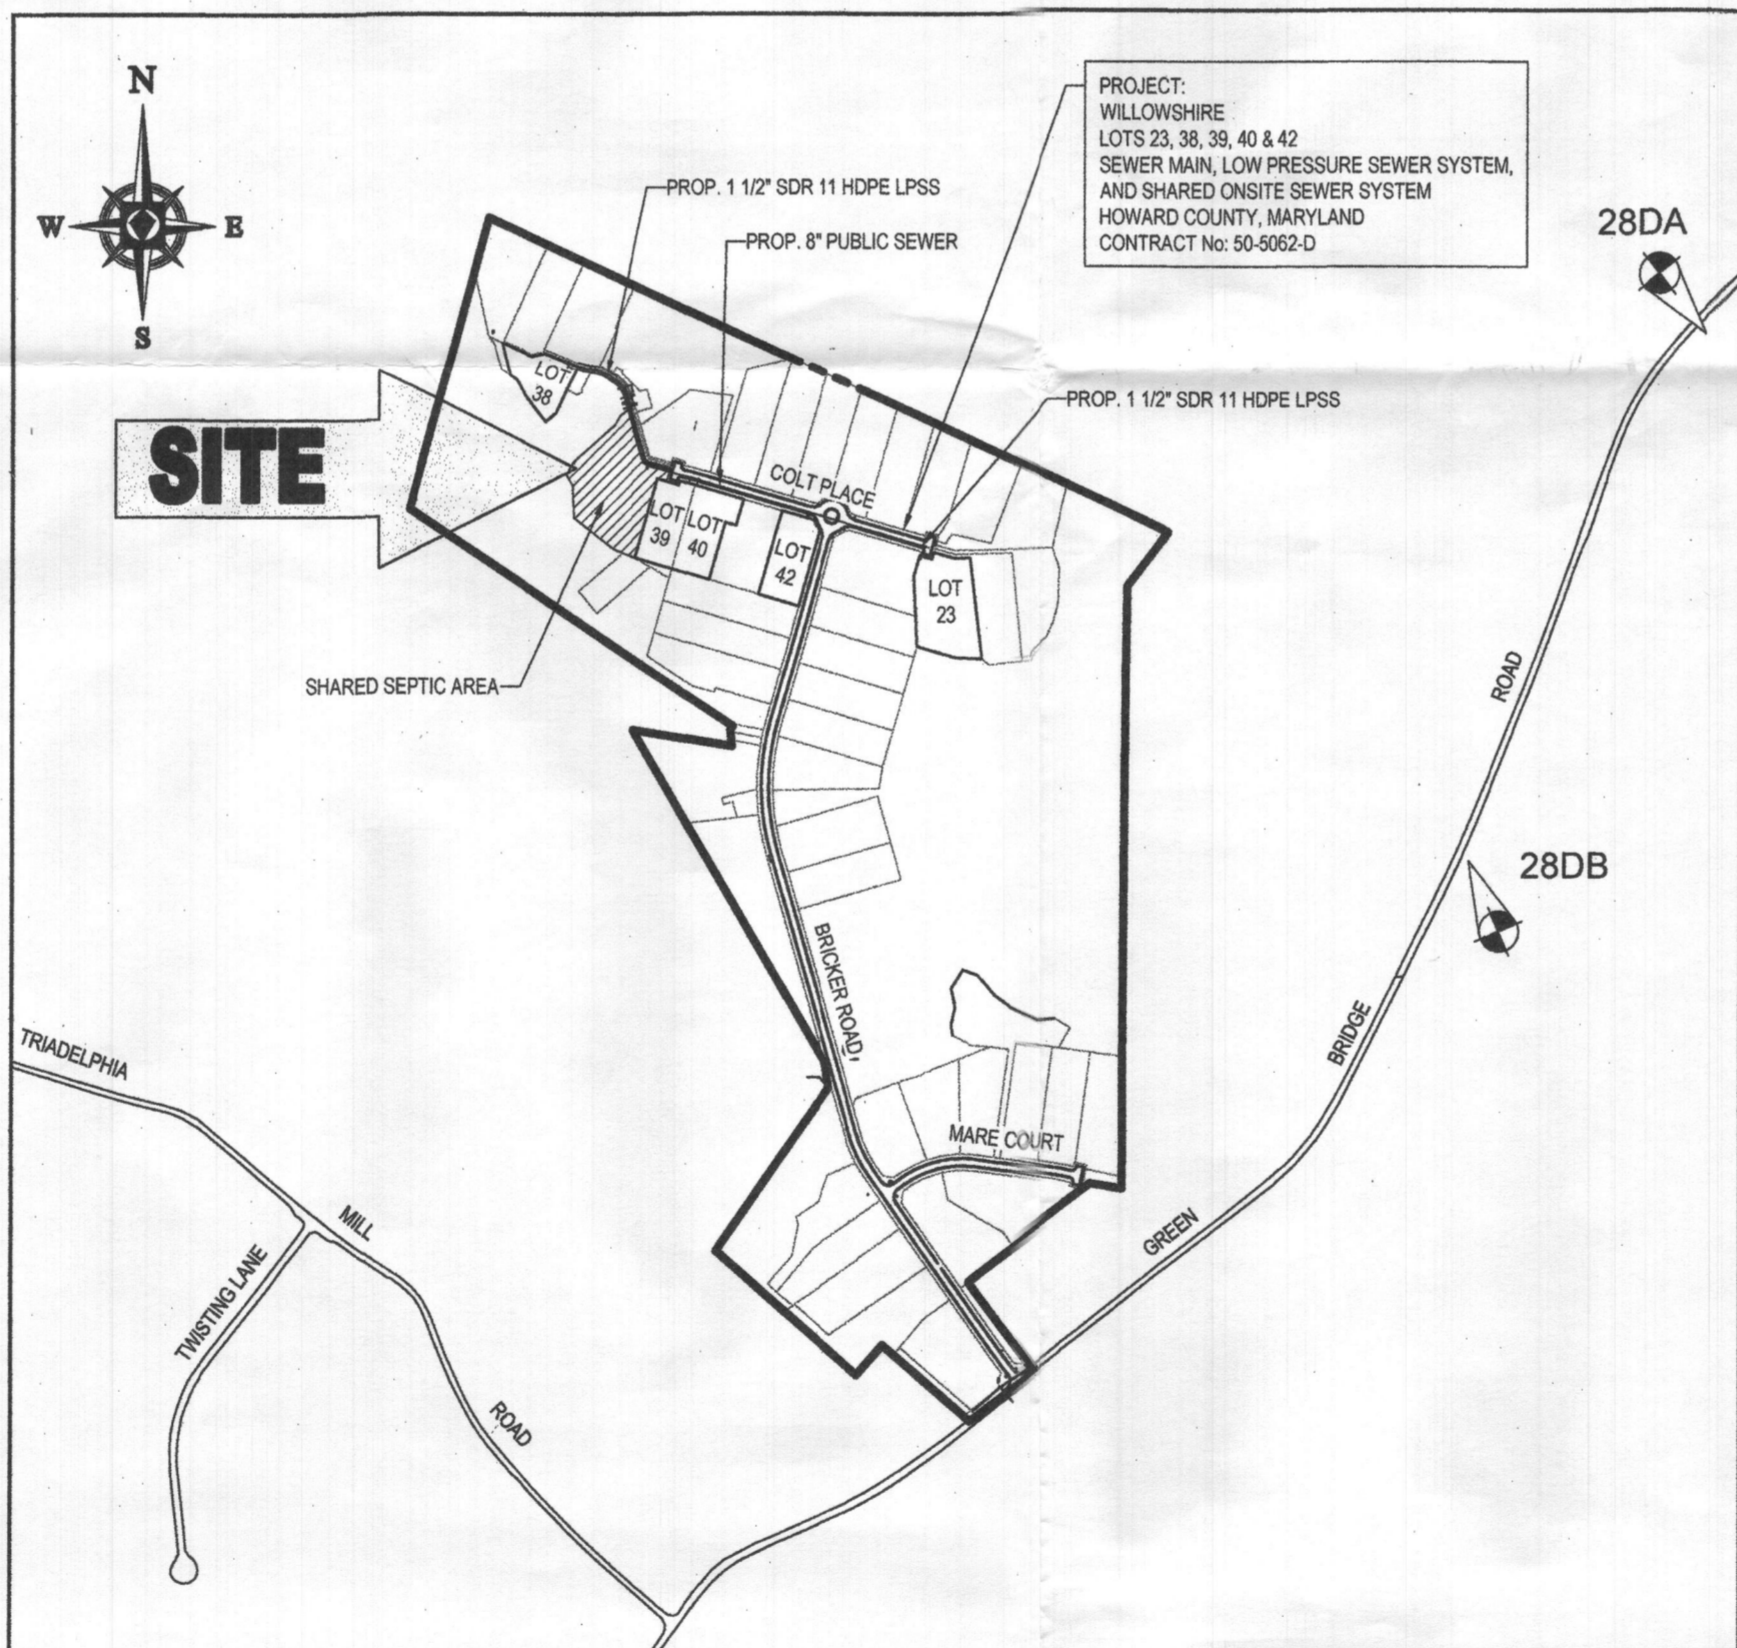 N
W
E
S
PROJECT:
WILLOWSHIRE
LOTS 23, 38, 39, 40 & 42
SEWER MAIN, LOW PRESSURE SEWER SYSTEM,
AND SHARED ONSITE SEWER SYSTEM
HOWARD COUNTY, MARYLAND
CONTRACT No: 50-5062-D
28DA
PROP. 1 1/2" SDR 11 HDPE LPSS
PROP. 8" PUBLIC SEWER
LOT
38
PROP. 1 1/2" SDR 11 HDPE LPSS
SITE
COLT PLACE
LOT
39
LOT
40
LOT
42
LOT
23
SHARED SEPTIC AREA
ROAD
28DB
BRICKER ROAD
BRIDGE
TRIADELPHIA
MARE COURT
MILL
GREEN
TWISTING LANE
ROAD